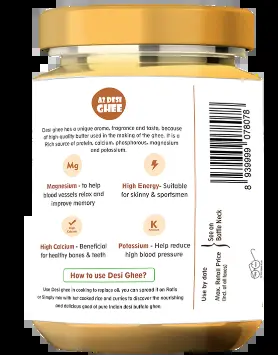 A2 DESI
GHEE
Desi ghee has a unique aroma, fragrance and taste, because
of high-quality butter used in the making of the ghee. It is a
Rich source of protein, calcium, phosphorous, magnesium
and potassium.
Mg
Magnesium - to help
blood vessels relax and
improve memory
High Energy- Suitable
for skinny & sportsmen
High Calcium - Beneficial
for healthy bones & teeth
K
Potassium - Help reduce
high blood pressure
How to use Desi Ghee?
Use Desi ghee in cooking to replace oil, you can spread it on Rotis
or Simply mix with hot cooked rice and curries to discover the nourishing
and delicious good of pure Indian desi buffalo ghee.
8 939999 078078
Use by date
Max. Retail Price
(Incl. of all taxes)
See on
Bottle Neck